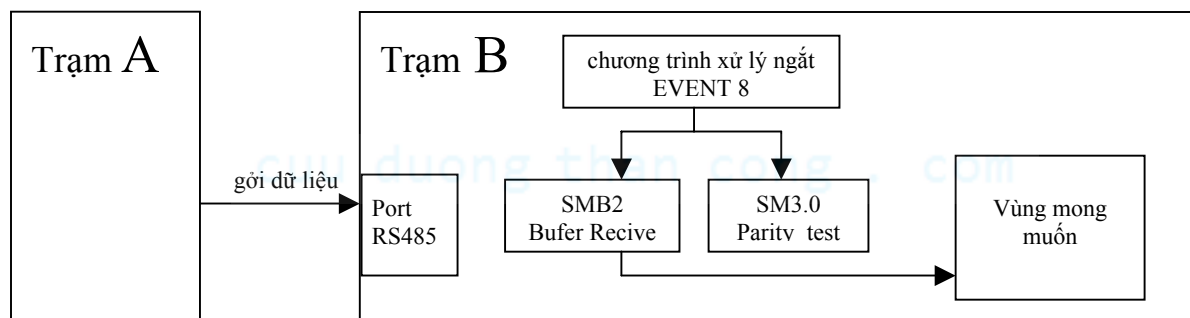 Trạm A
Trạm B
chương trình xử lý ngắt
EVENT 8
cuu duong than cong . com
gởi dữ liệu
Port
RS485
SMB2
Bufer Recive
SM3.0
Parity test
Vùng mong
muốn